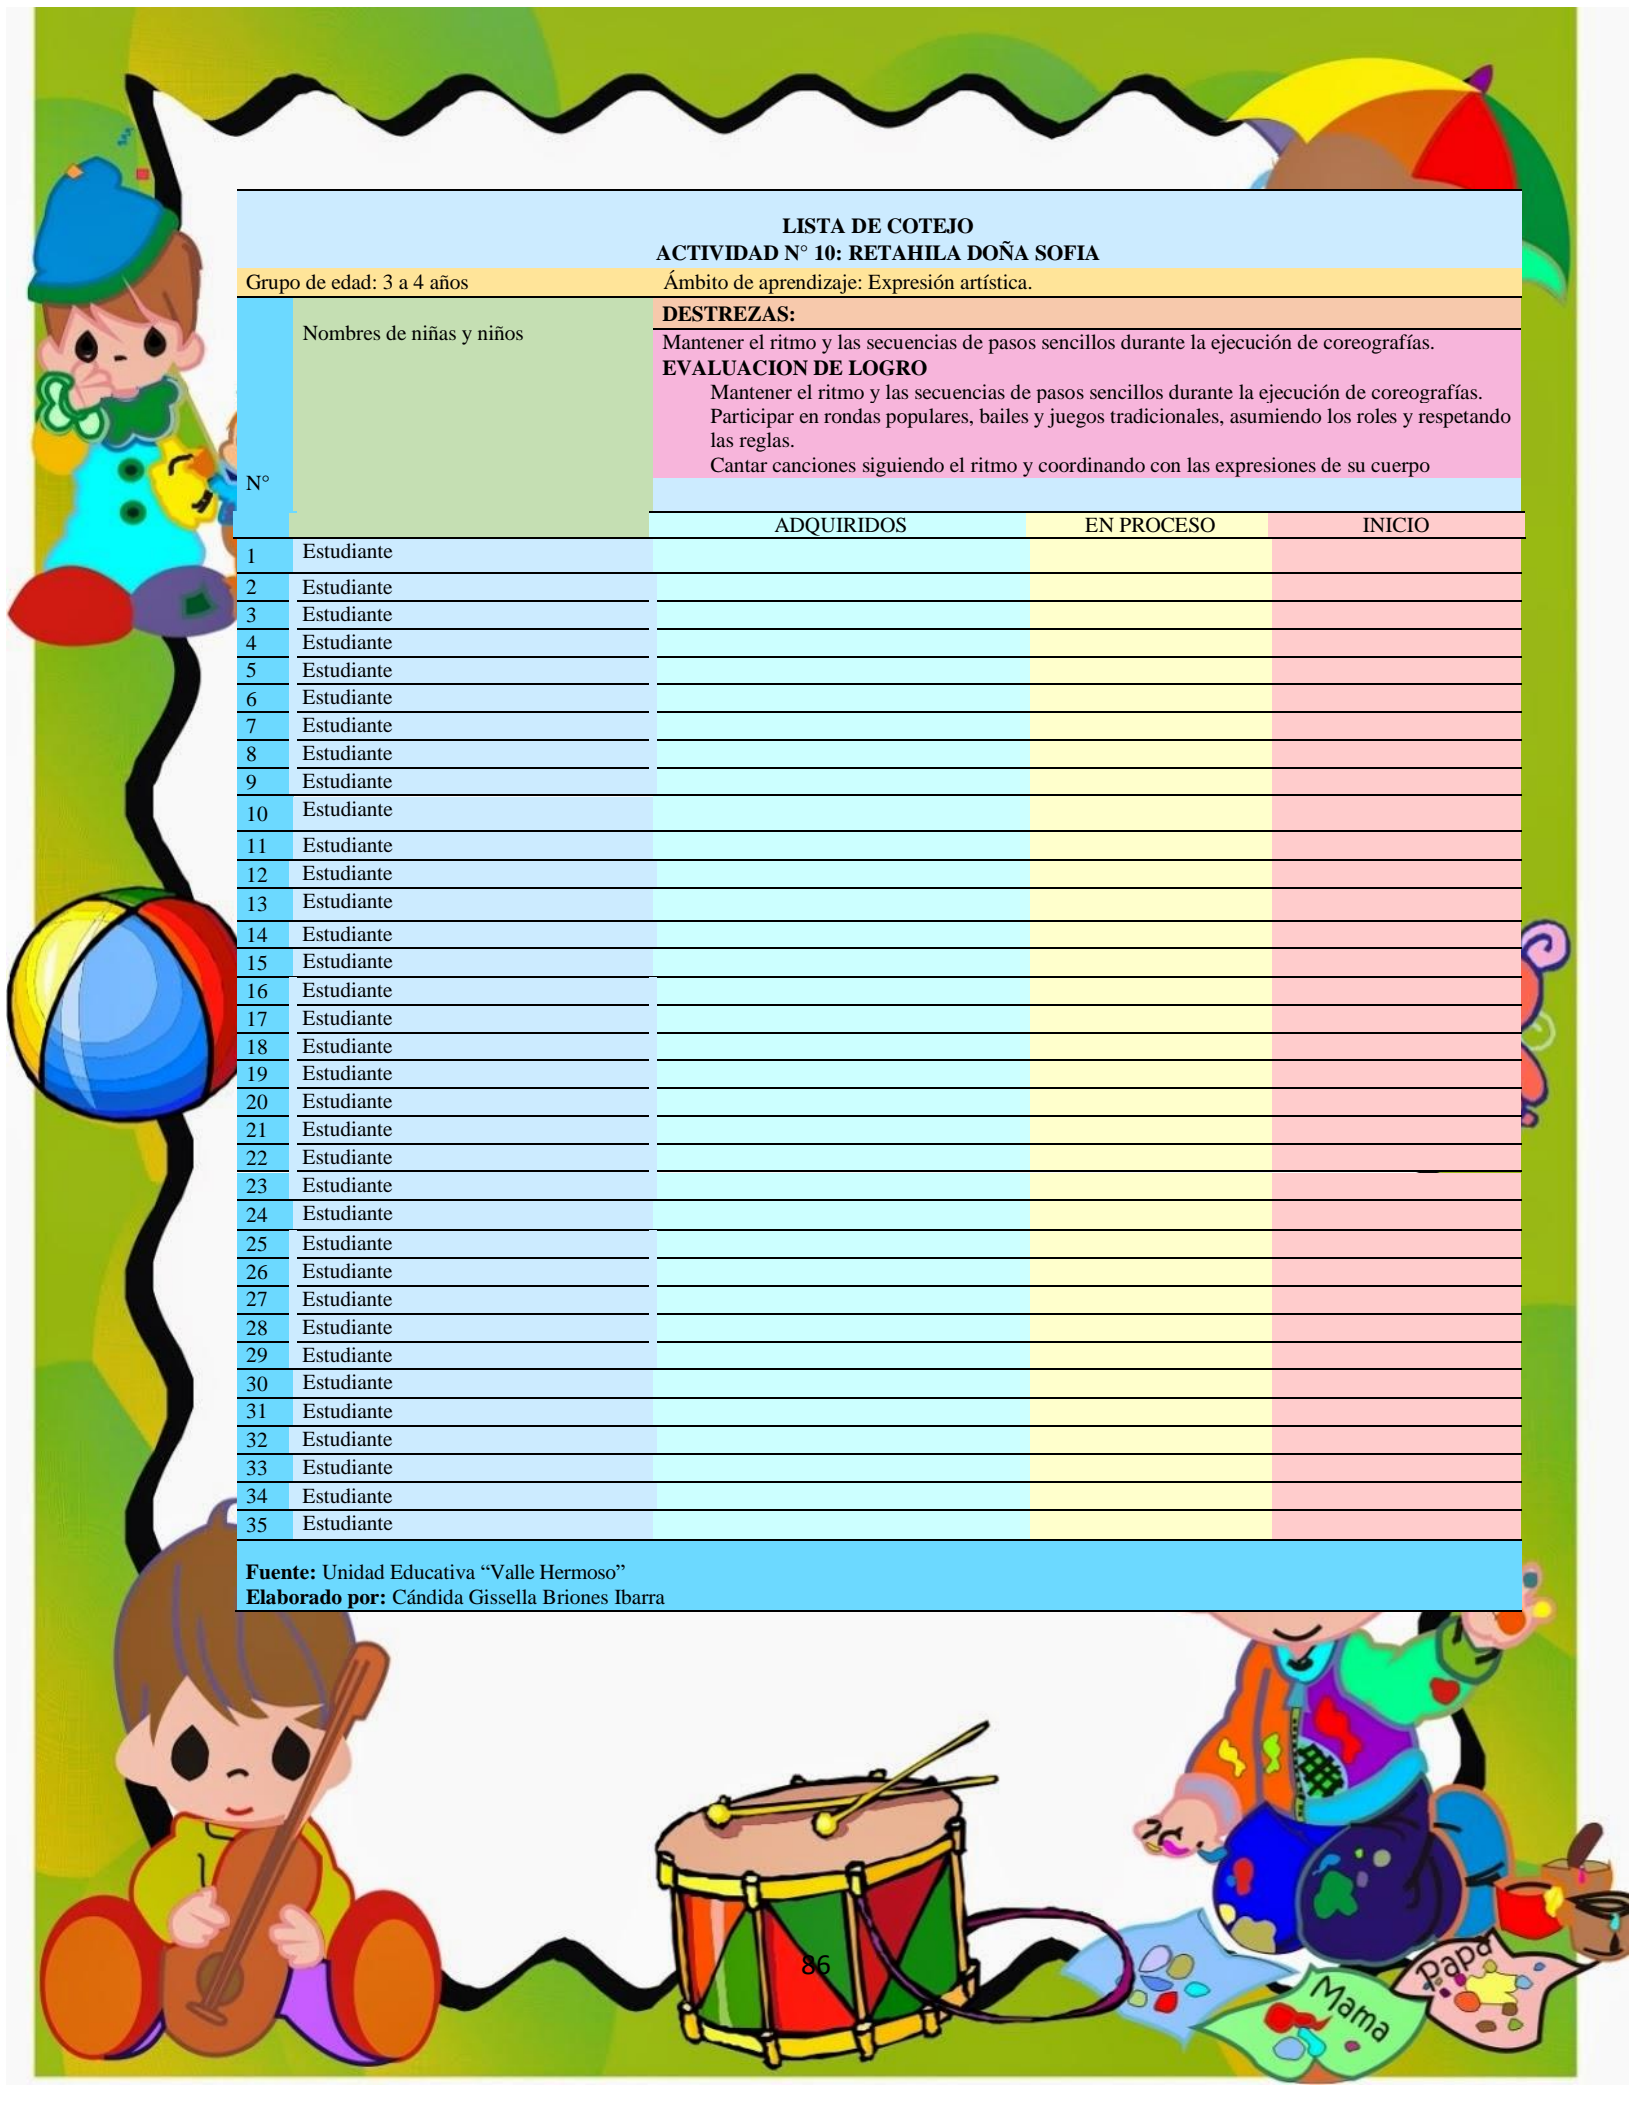 LISTA DE COTEJO
ACTIVIDAD N° 10: RETAHILA DOÑA SOFIA
Grupo de edad: 3 a 4 años Ámbito de aprendizaje: Expresión artística.
N°
Nombres de niñas y niños
DESTREZAS:
Mantener el ritmo y las secuencias de pasos sencillos durante la ejecución de coreografías.
EVALUACION DE LOGRO
Mantener el ritmo y las secuencias de pasos sencillos durante la ejecución de coreografías.
Participar en rondas populares, bailes y juegos tradicionales, asumiendo los roles y respetando
las reglas.
Cantar canciones siguiendo el ritmo y coordinando con las expresiones de su cuerpo
ADQUIRIDOS EN PROCESO INICIO
1 Estudiante
2 Estudiante
3 Estudiante
4 Estudiante
5 Estudiante
6 Estudiante
7 Estudiante
8 Estudiante
9 Estudiante
10 Estudiante
11 Estudiante
12 Estudiante
13 Estudiante
14 Estudiante
15 Estudiante
16 Estudiante
17 Estudiante
18 Estudiante
19 Estudiante
20 Estudiante
21 Estudiante
22 Estudiante
23 Estudiante
24 Estudiante
25 Estudiante
26 Estudiante
27 Estudiante
28 Estudiante
29 Estudiante
30 Estudiante
31 Estudiante
32 Estudiante
33 Estudiante
34 Estudiante
35 Estudiante
Fuente: Unidad Educativa “Valle Hermoso”
Elaborado por: Cándida Gissella Briones Ibarra
86
Papa
Mama